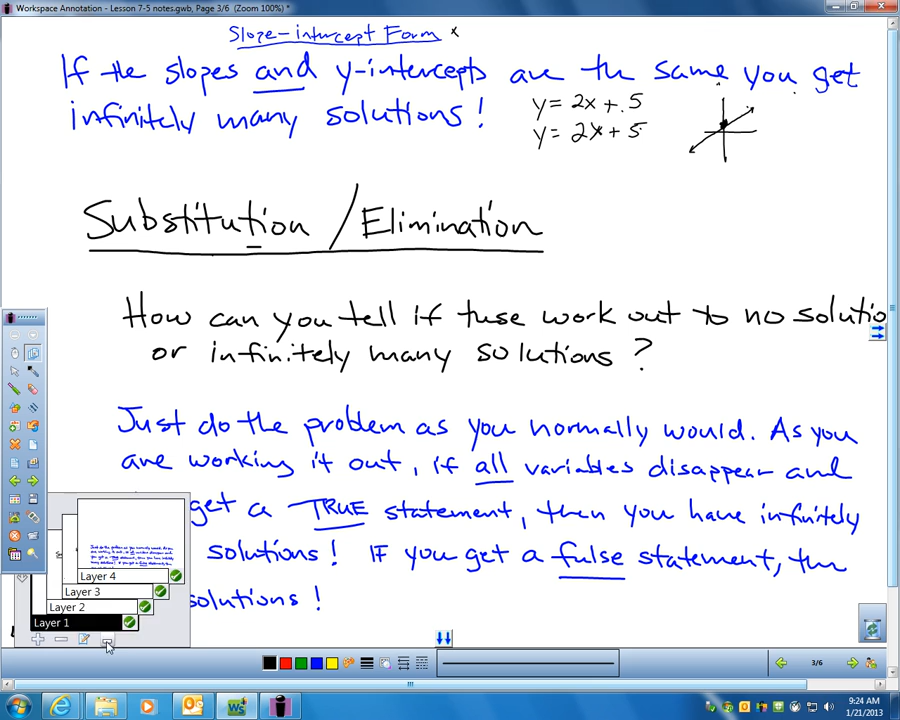 Workspace Annotation - Lesson 7-5 notes.gwb, Page 3/6 (Zoom 100%) *
Slope-intercept Form
If the slopes and y-intercepts are the same you get
infinitely many solutions!
y = 2x + 5
y = 2x + 5
Substitution / Elimination
How can you tell if these work out to no solutio
or infinitely many solutions?
Just do the problem as you normally would. As you
are working it out, if all variables disappear and
get a TRUE statement, then you have infinitely
solutions! If you get a false statement, the
solutions!
Layer 4
Layer 3
Layer 2
Layer 1
3/6
9:24 AM
1/21/2013